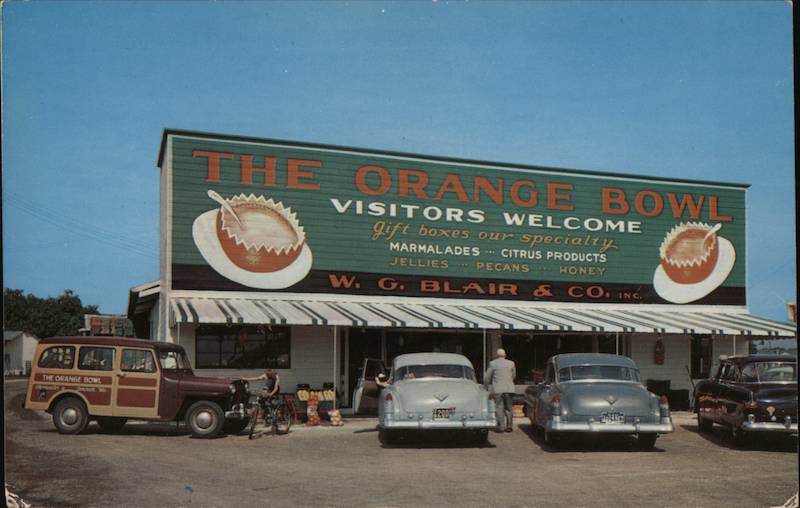 THE ORANGE BOWL
VISITORS WELCOME
Gift boxes our specialty
MARMALADES ··· CITRUS PRODUCTS
JELLIES ··· PECANS ··· HONEY
W. G. BLAIR & CO. INC.
THE ORANGE BOWL